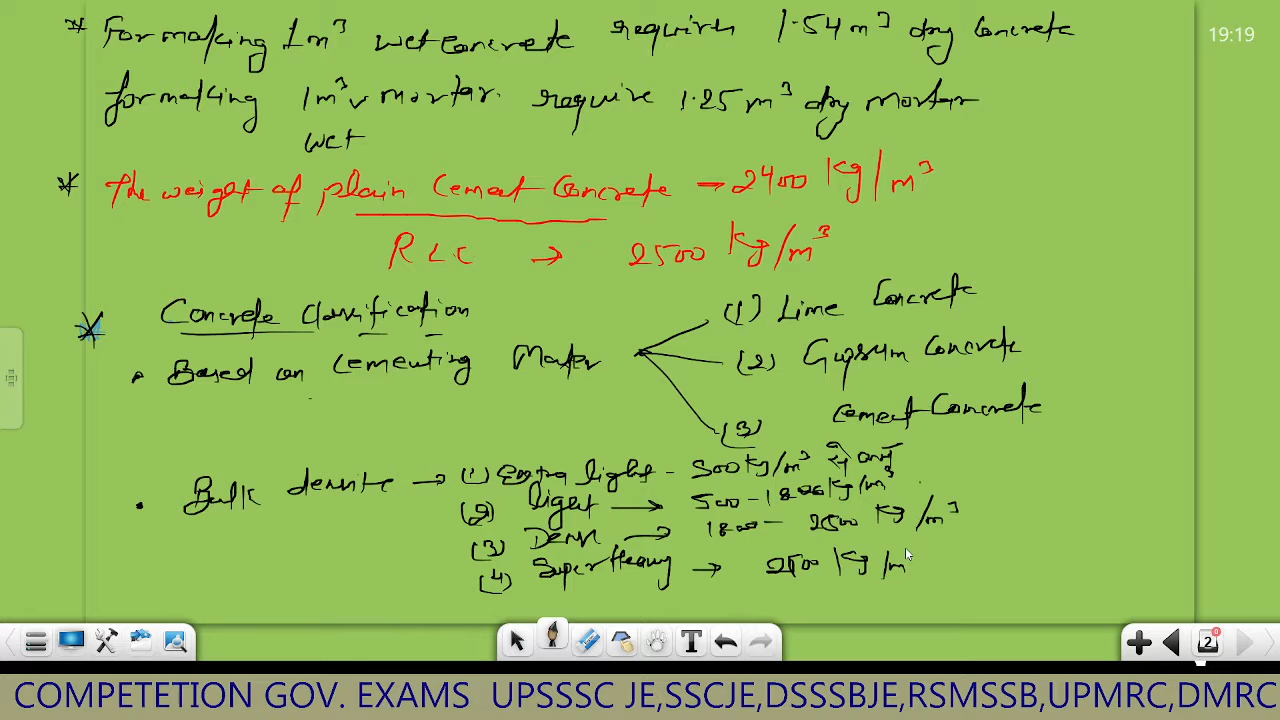 * For making 1m³ wet concrete requires 1.54 m³ dry concrete
19:19
for making 1m³ wet mortar. require 1.25 m³ dry mortar
* The weight of plain Cement Concrete → 2400 kg/m³
RCC → 2500 kg/m³
* Concrete Classification
(1) Lime Concrete
• Based on cementing Mater
(2) Gypsum Concrete
(3) cement Concrete
• Bulk densite → (1) Extra light - 500 kg/m³
(2) light → 500 - 1800 kg/m³
(3) Dense → 1800 - 2500 kg/m³
(4) Super Heavy → 2500 kg/m
T
2
COMPETETION GOV. EXAMS UPSSSC JE,SSCJE,DSSSBJE,RSMSSB,UPMRC,DMRC